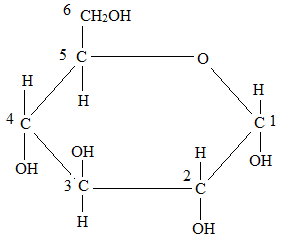 6 CH₂OH
5 C O
H H H
4 C C 1
OH OH H OH
3 C 2 C
H OH